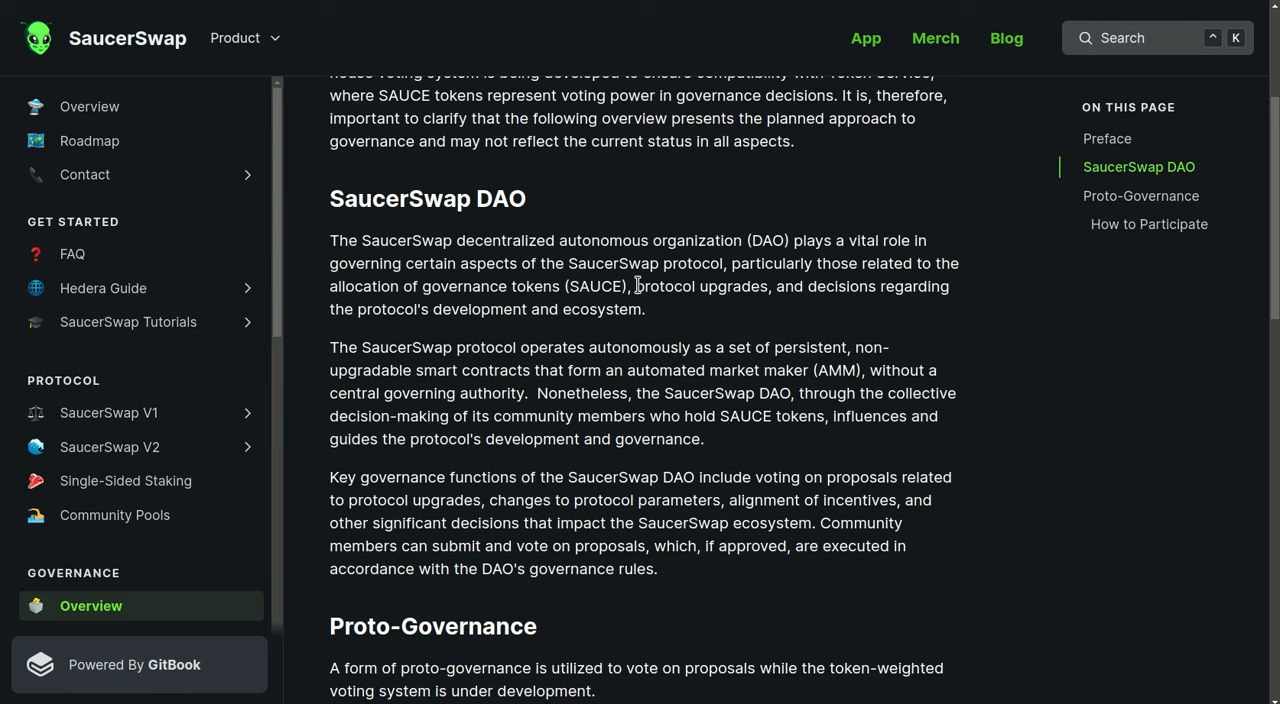 SaucerSwap
Product
App
Merch
Blog
Search
^
K
Overview
Roadmap
Contact
GET STARTED
FAQ
Hedera Guide
SaucerSwap Tutorials
PROTOCOL
SaucerSwap V1
SaucerSwap V2
Single-Sided Staking
Community Pools
GOVERNANCE
Overview
Powered By GitBook
house voting system is being developed to ensure compatibility with Token Service,
where SAUCE tokens represent voting power in governance decisions. It is, therefore,
important to clarify that the following overview presents the planned approach to
governance and may not reflect the current status in all aspects.
SaucerSwap DAO
The SaucerSwap decentralized autonomous organization (DAO) plays a vital role in
governing certain aspects of the SaucerSwap protocol, particularly those related to the
allocation of governance tokens (SAUCE), protocol upgrades, and decisions regarding
the protocol's development and ecosystem.
The SaucerSwap protocol operates autonomously as a set of persistent, non-
upgradable smart contracts that form an automated market maker (AMM), without a
central governing authority. Nonetheless, the SaucerSwap DAO, through the collective
decision-making of its community members who hold SAUCE tokens, influences and
guides the protocol's development and governance.
Key governance functions of the SaucerSwap DAO include voting on proposals related
to protocol upgrades, changes to protocol parameters, alignment of incentives, and
other significant decisions that impact the SaucerSwap ecosystem. Community
members can submit and vote on proposals, which, if approved, are executed in
accordance with the DAO's governance rules.
Proto-Governance
A form of proto-governance is utilized to vote on proposals while the token-weighted
voting system is under development.
ON THIS PAGE
Preface
SaucerSwap DAO
Proto-Governance
How to Participate